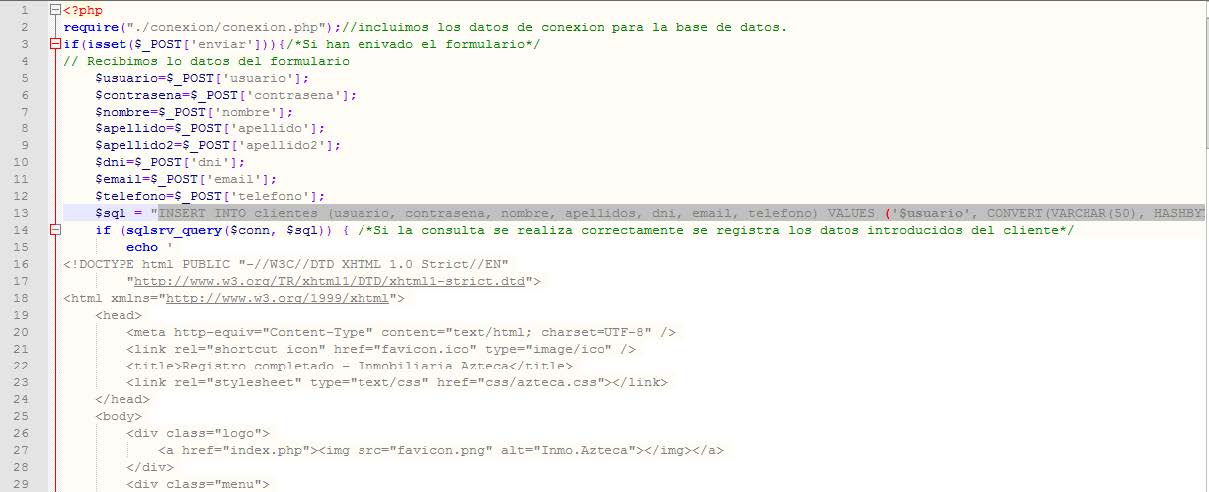 1 <?php
2 require("./conexion/conexion.php");//incluimos los datos de conexion para la base de datos.
3 if(isset($_POST['enviar'])){/*Si han enivado el formulario*/
4 // Recibimos lo datos del formulario
5 $usuario=$_POST['usuario'];
6 $contrasena=$_POST['contrasena'];
7 $nombre=$_POST['nombre'];
8 $apellido=$_POST['apellido'];
9 $apellido2=$_POST['apellido2'];
10 $dni=$_POST['dni'];
11 $email=$_POST['email'];
12 $telefono=$_POST['telefono'];
13 $sql = "INSERT INTO clientes (usuario, contrasena, nombre, apellidos, dni, email, telefono) VALUES ('$usuario', CONVERT(VARCHAR(50), HASHBY
14 if (sqlsrv_query($conn, $sql)) { /*Si la consulta se realiza correctamente se registra los datos introducidos del cliente*/
15 echo '
16 <!DOCTYPE html PUBLIC "-//W3C//DTD XHTML 1.0 Strict//EN"
17 "http://www.w3.org/TR/xhtml1/DTD/xhtml1-strict.dtd">
18 <html xmlns="http://www.w3.org/1999/xhtml">
19 <head>
20 <meta http-equiv="Content-Type" content="text/html; charset=UTF-8" />
21 <link rel="shortcut icon" href="favicon.ico" type="image/ico" />
22 <title>Registro completado - Inmobiliaria Azteca</title>
23 <link rel="stylesheet" type="text/css" href="css/azteca.css"></link>
24 </head>
25 <body>
26 <div class="logo">
27 <a href="index.php"><img src="favicon.png" alt="Inmo.Azteca"></img></a>
28 </div>
29 <div class="menu">